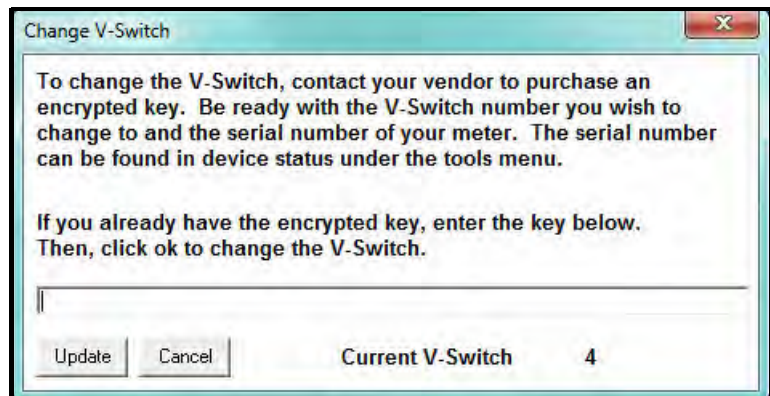 Change V-Switch
To change the V-Switch, contact your vendor to purchase an
encrypted key. Be ready with the V-Switch number you wish to
change to and the serial number of your meter. The serial number
can be found in device status under the tools menu.
If you already have the encrypted key, enter the key below.
Then, click ok to change the V-Switch.
Update Cancel Current V-Switch 4